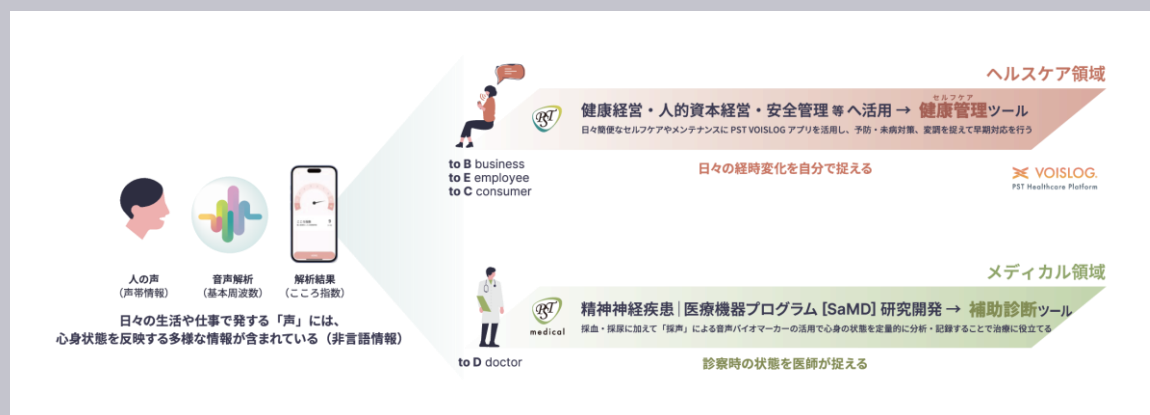 人の声
（声帯情報）
音声解析
（基本周波数）
解析結果
（こころ指数）
日々の生活や仕事で発する「声」には、
心身状態を反映する多様な情報が含まれている（非言語情報）
to B business
to E employee
to C consumer
ヘルスケア領域
PST
セルフケア
健康経営・人的資本経営・安全管理 等 へ活用 → 健康管理ツール
日々簡便なセルフケアやメンテナンスに PST VOISLOG アプリを活用し、予防・未病対策、変調を捉えて早期対応を行う
日々の経時変化を自分で捉える
VOISLOG.
PST Healthcare Platform
to D doctor
メディカル領域
PST
medical
精神神経疾患｜医療機器プログラム [SaMD] 研究開発 → 補助診断ツール
採血・採尿に加えて「採声」による音声バイオマーカーの活用で心身の状態を定量的に分析・記録することで治療に役立てる
診察時の状態を医師が捉える